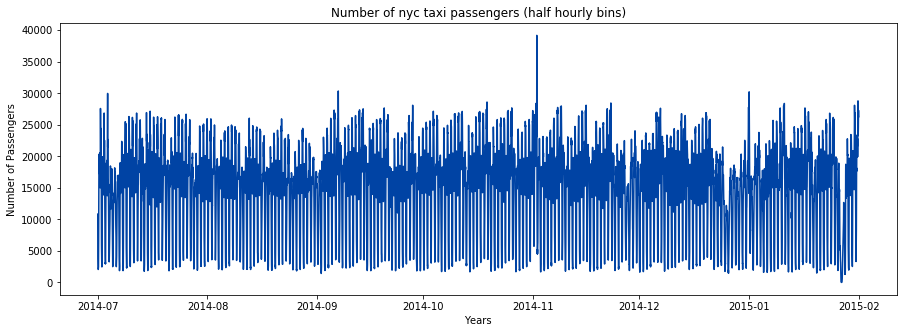 Number of nyc taxi passengers (half hourly bins)
Number of Passengers
40000
35000
30000
25000
20000
15000
10000
5000
0
2014-07 2014-08 2014-09 2014-10 2014-11 2014-12 2015-01 2015-02
Years